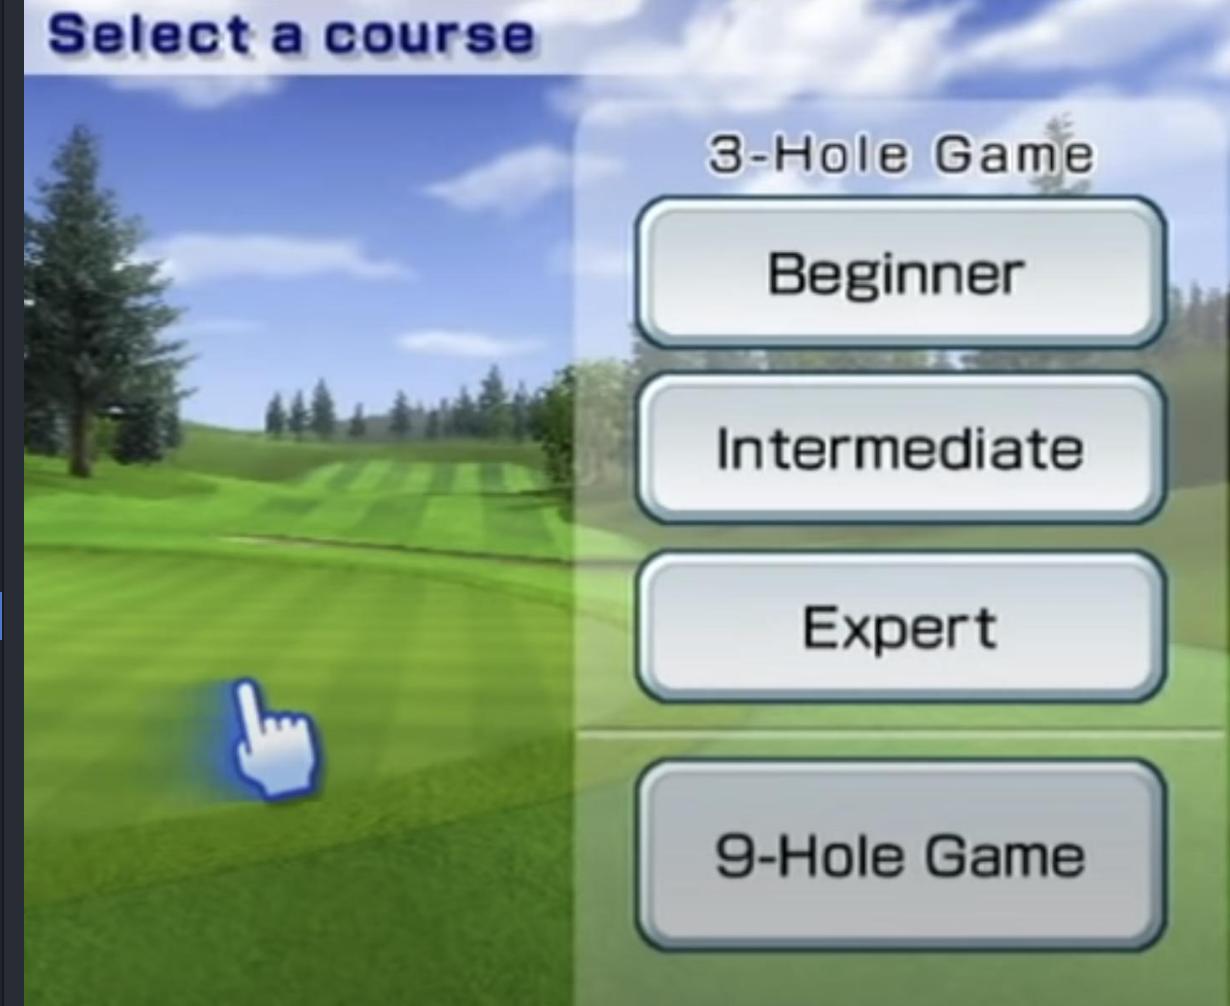 Select a course
3-Hole Game
Beginner
Intermediate
Expert
9-Hole Game